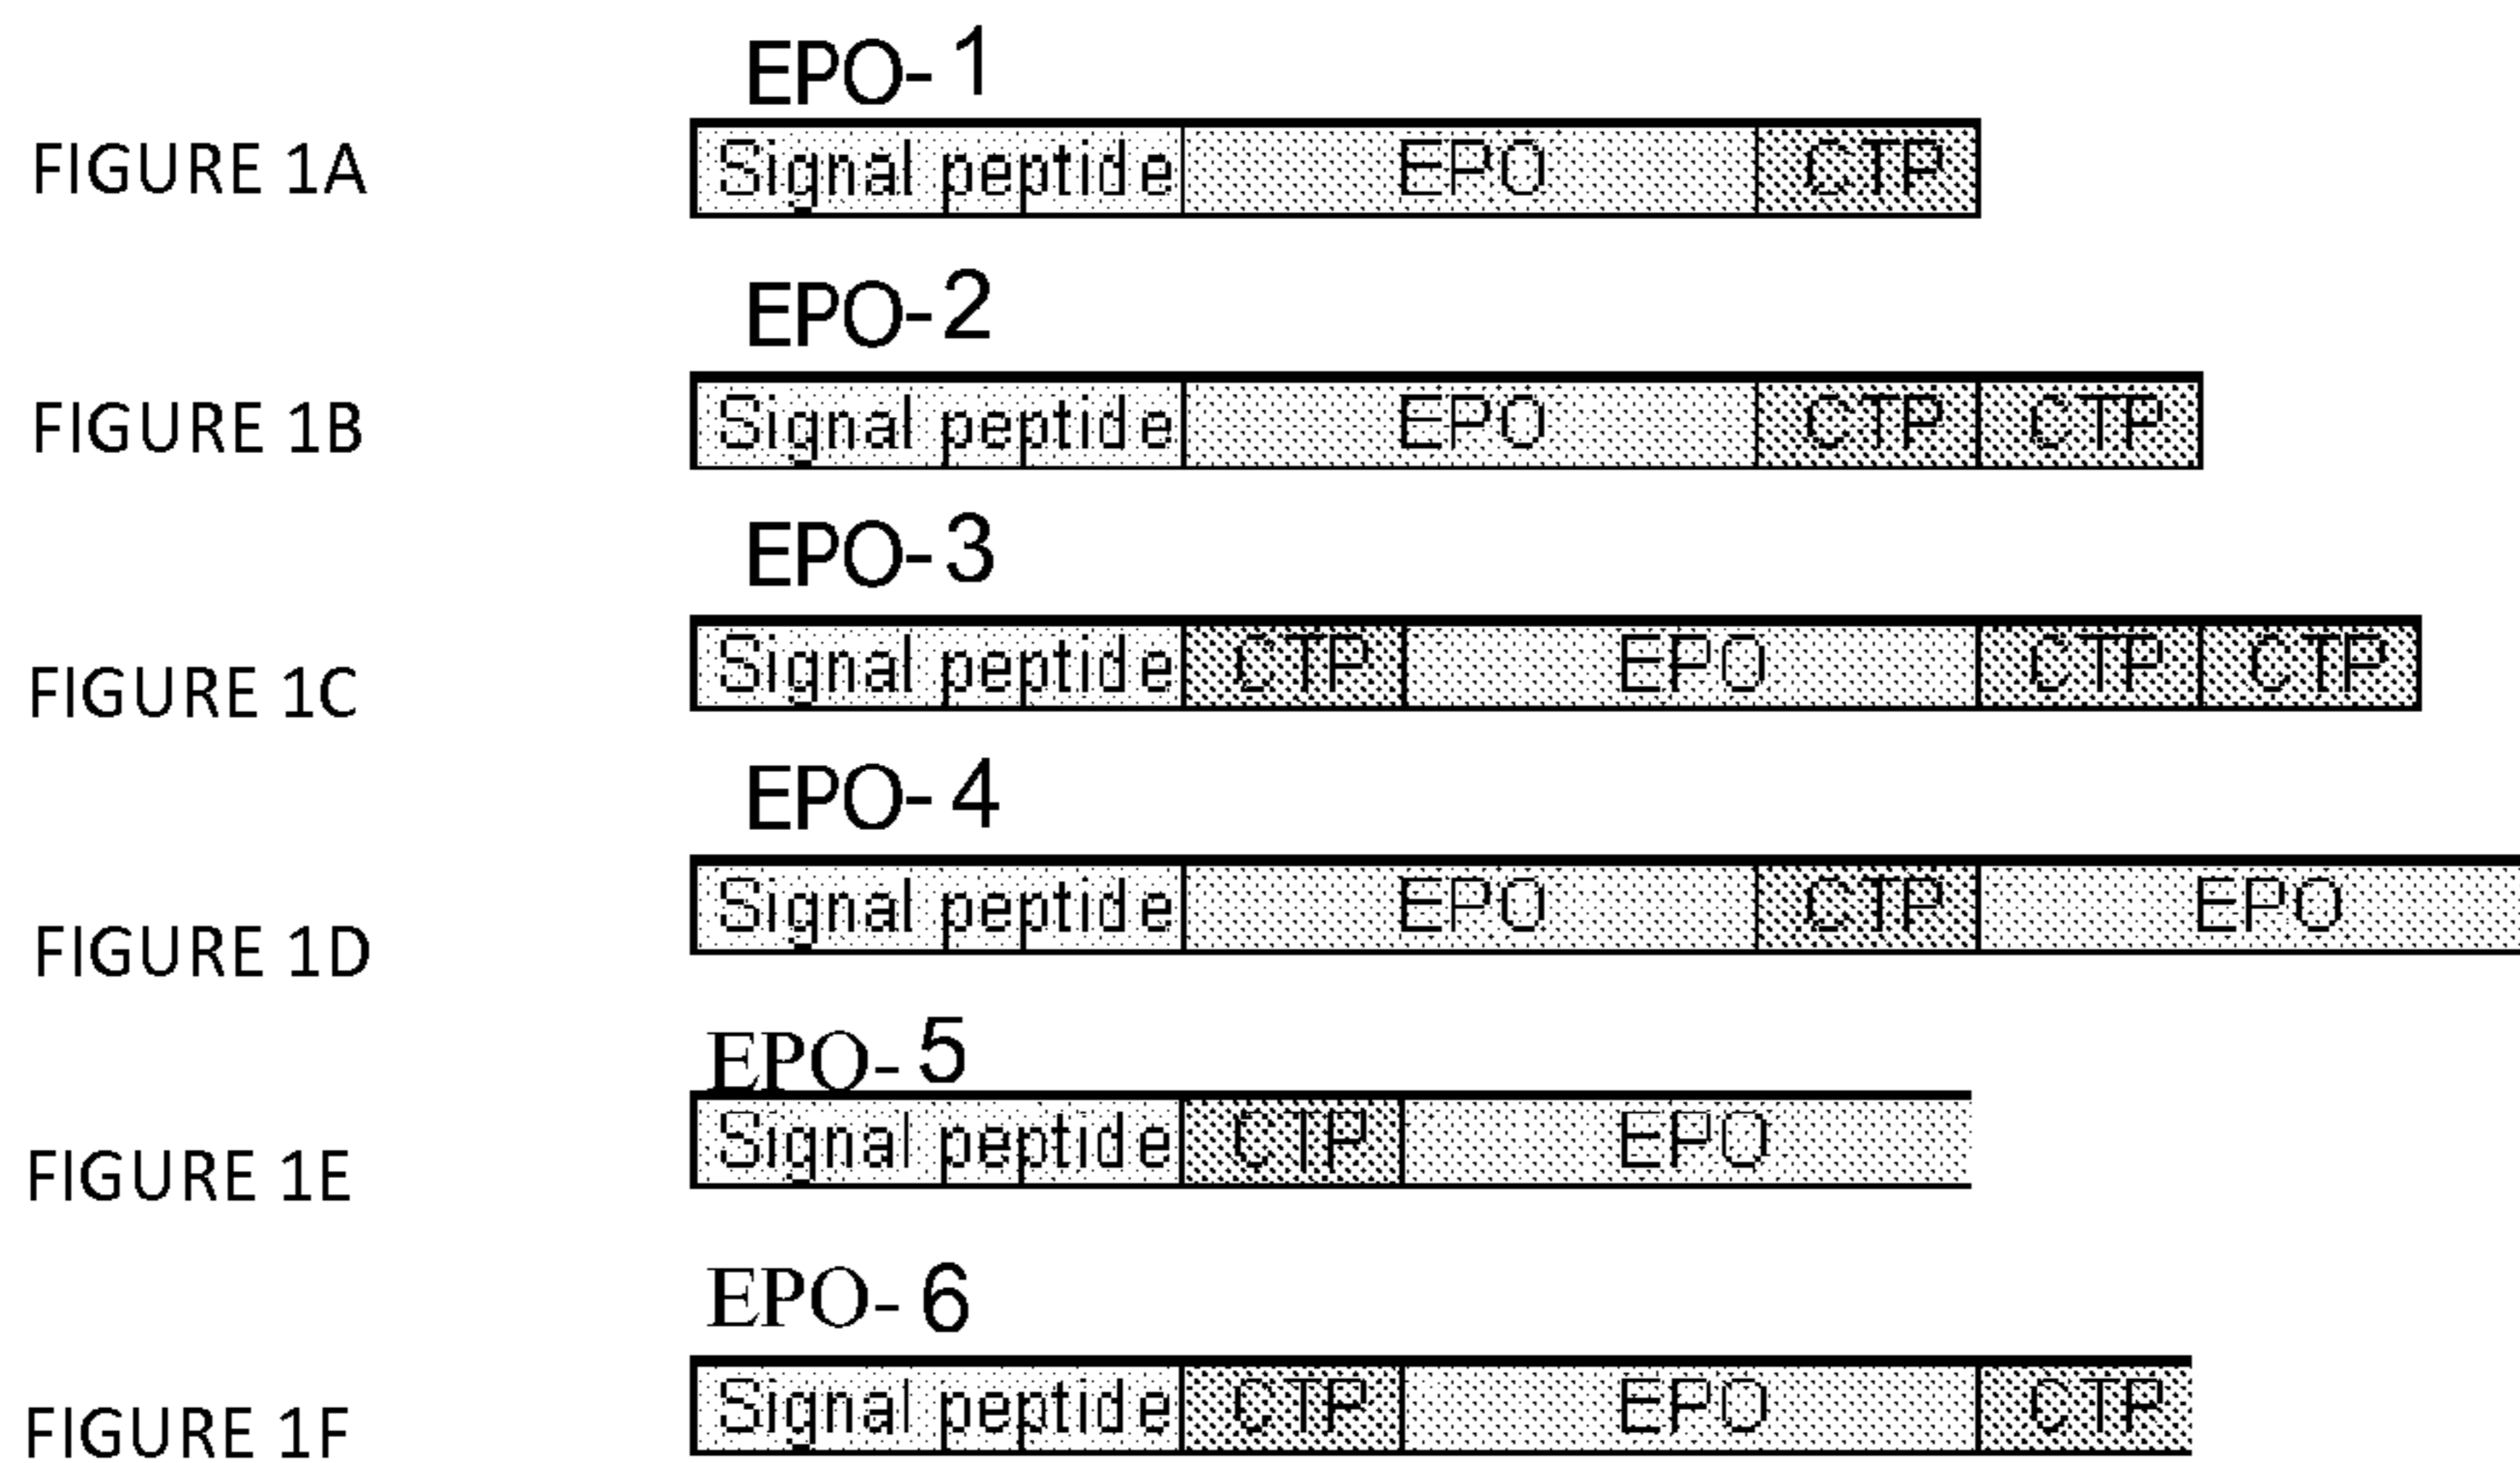 EPO-1
FIGURE 1A Signal peptide EPO CTP
EPO-2
FIGURE 1B Signal peptide EPO CTP CTP
EPO-3
FIGURE 1C Signal peptide CTP EPO CTP CTP
EPO-4
FIGURE 1D Signal peptide EPO CTP EPO
EPO-5
FIGURE 1E Signal peptide CTP EPO
EPO-6
FIGURE 1F Signal peptide CTP EPO CTP